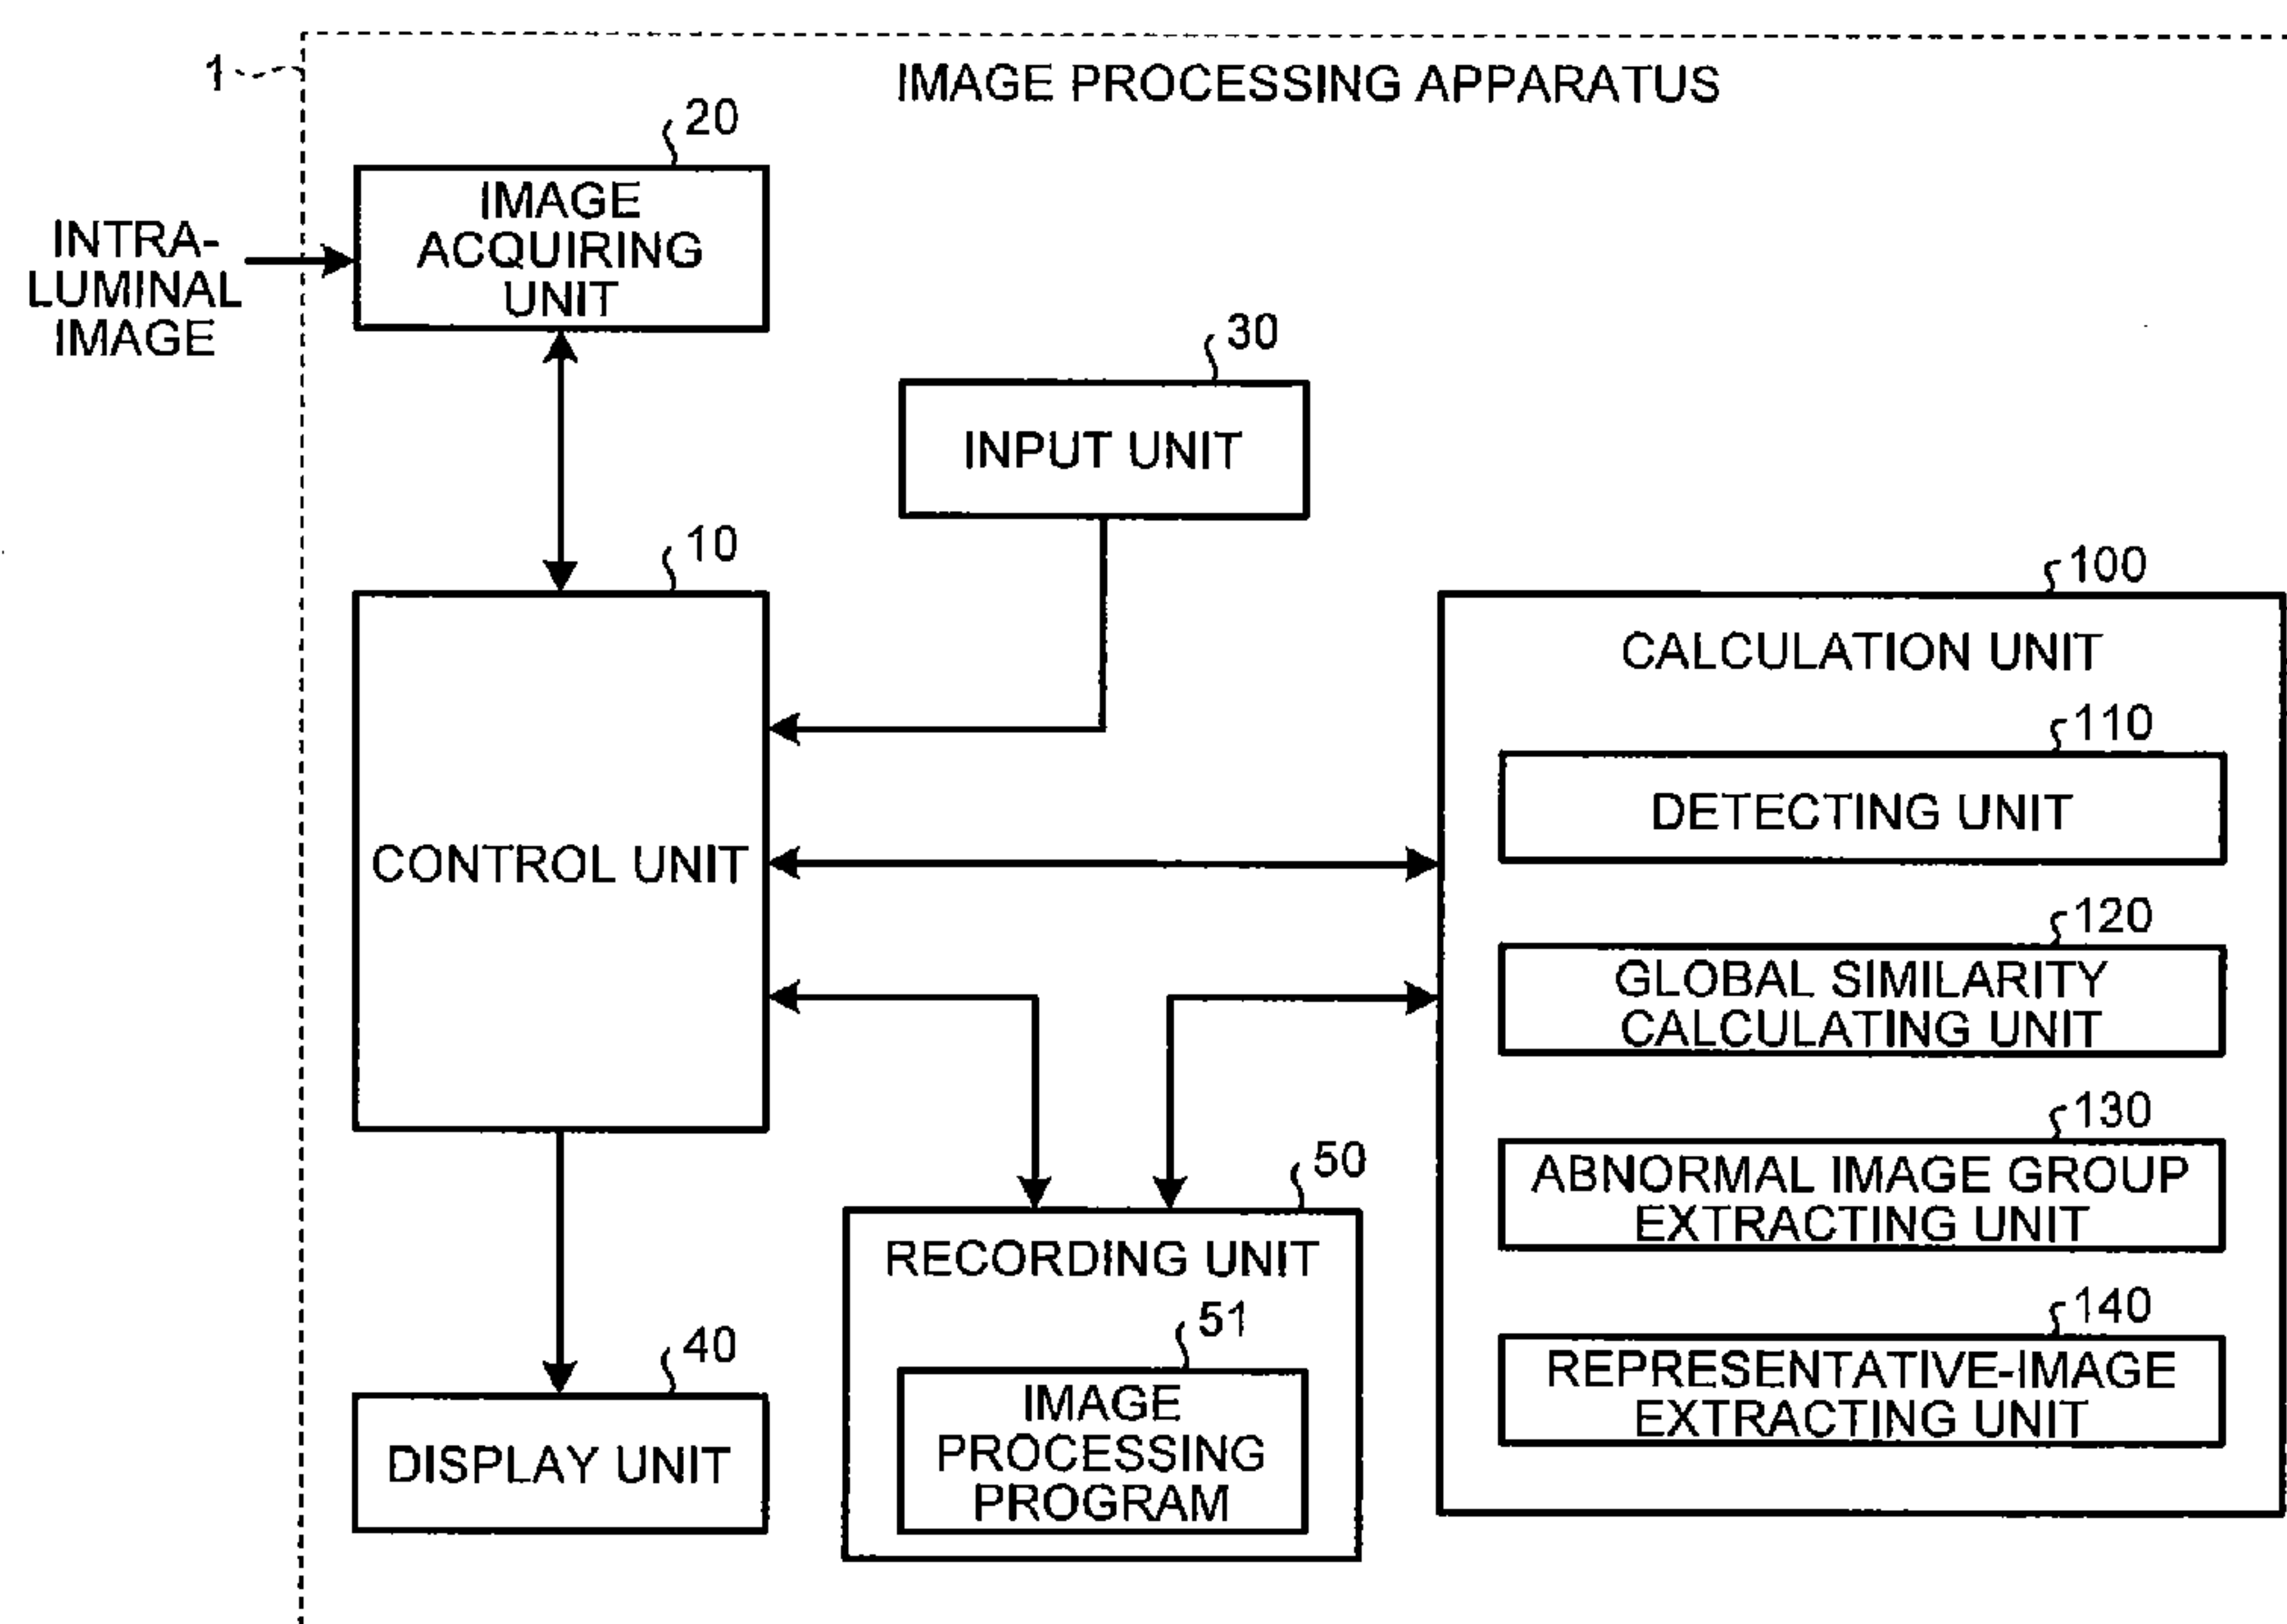 1
IMAGE PROCESSING APPARATUS
20
IMAGE
ACQUIRING
UNIT
INTRA-
LUMINAL
IMAGE
30
INPUT UNIT
10
CONTROL UNIT
100
CALCULATION UNIT
110
DETECTING UNIT
120
GLOBAL SIMILARITY
CALCULATING UNIT
130
ABNORMAL IMAGE GROUP
EXTRACTING UNIT
140
REPRESENTATIVE-IMAGE
EXTRACTING UNIT
50
RECORDING UNIT
51
IMAGE
PROCESSING
PROGRAM
40
DISPLAY UNIT